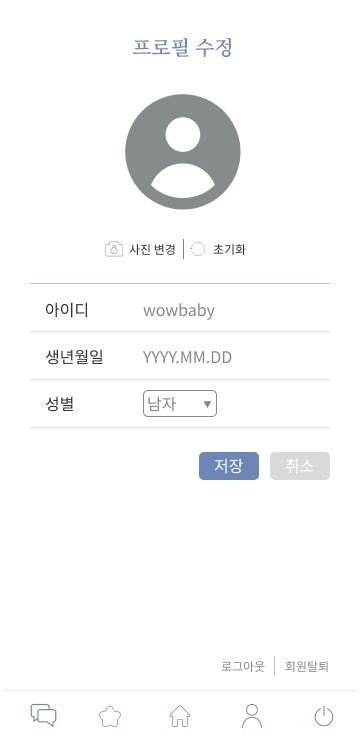 프로필 수정
사진 변경 초기화
아이디 wowbaby
생년월일 YYYY.MM.DD
성별 남자 ▼
저장 취소
로그아웃 회원탈퇴